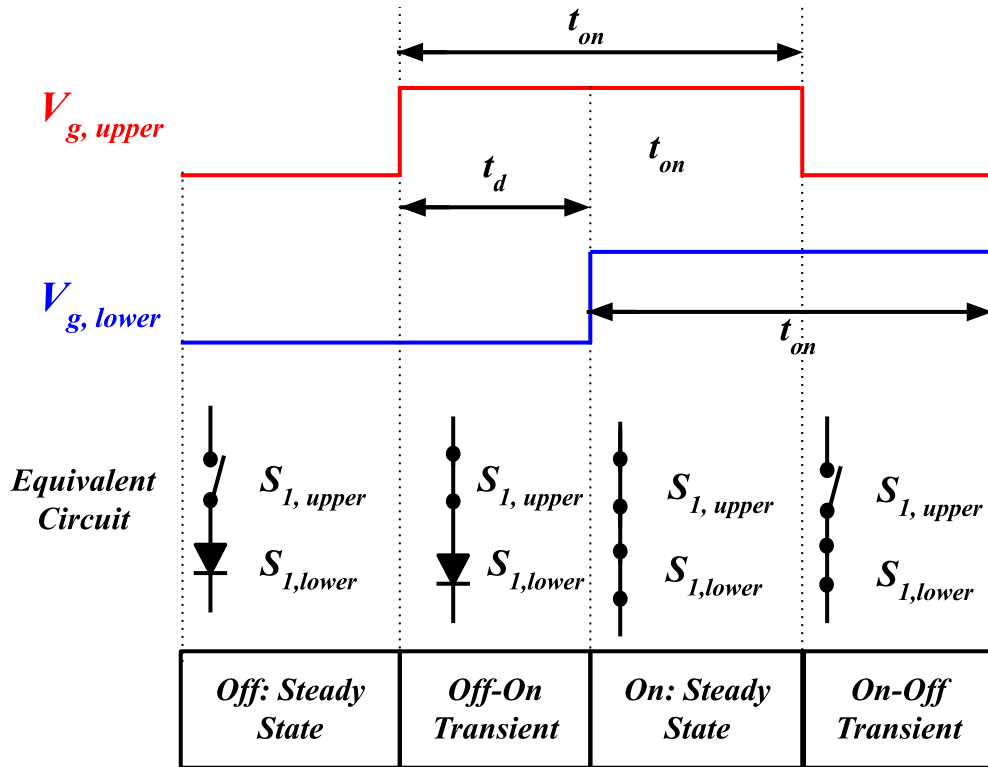 t_on
V_g, upper
t_on
t_d
V_g, lower
t_on
Equivalent
Circuit
S_1, upper
S_1,lower
S_1, upper
S_1,lower
S_1, upper
S_1,lower
S_1, upper
S_1,lower
Off: Steady
State
Off-On
Transient
On: Steady
State
On-Off
Transient